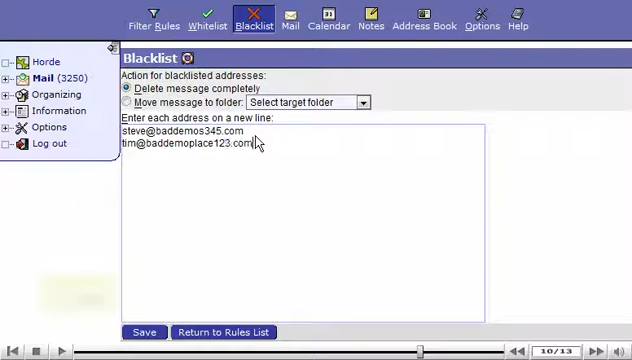 Filter Rules Whitelist Blacklist Mail Calendar Notes Address Book Options Help
Horde
Mail (3250)
Organizing
Information
Options
Log out
Blacklist
Action for blacklisted addresses:
Delete message completely
Move message to folder: Select target folder
Enter each address on a new line:
steve@baddemos345.com
tim@baddemoplace123.com
Save Return to Rules List
10/13